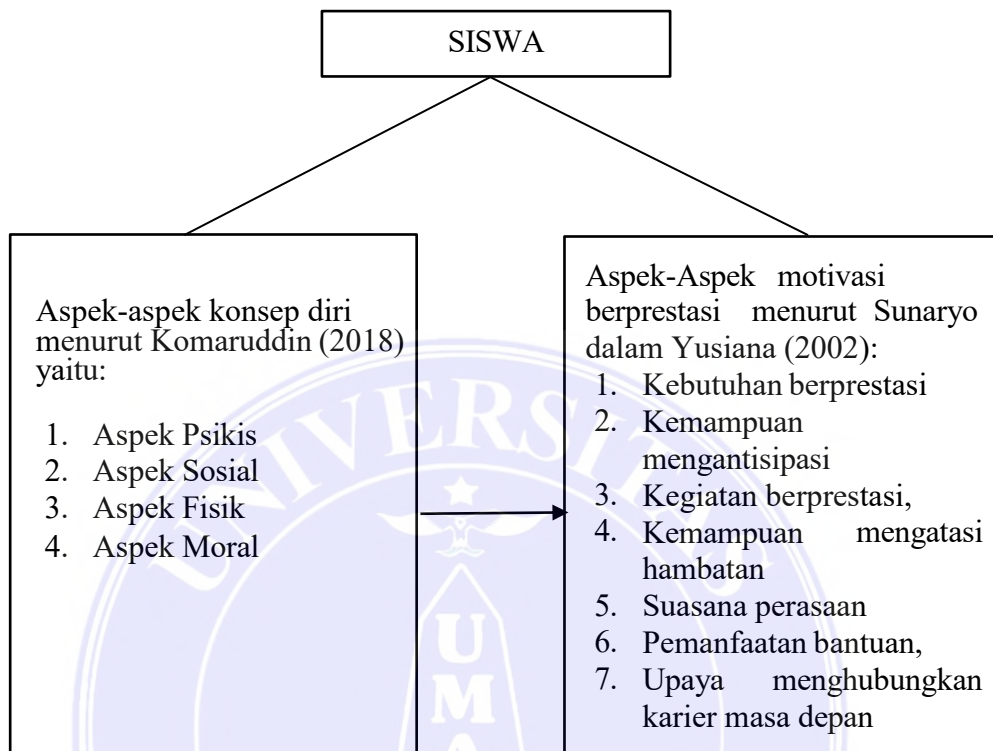 SISWA
Aspek-aspek konsep diri
menurut Komaruddin (2018)
yaitu:
1. Aspek Psikis
2. Aspek Sosial
3. Aspek Fisik
4. Aspek Moral
Aspek-Aspek motivasi
berprestasi menurut Sunaryo
dalam Yusiana (2002):
1. Kebutuhan berprestasi
2. Kemampuan
mengantisipasi
3. Kegiatan berprestasi,
4. Kemampuan mengatasi
hambatan
5. Suasana perasaan
6. Pemanfaatan bantuan,
7. Upaya menghubungkan
karier masa depan
UNIVERSITAS
U
M
A